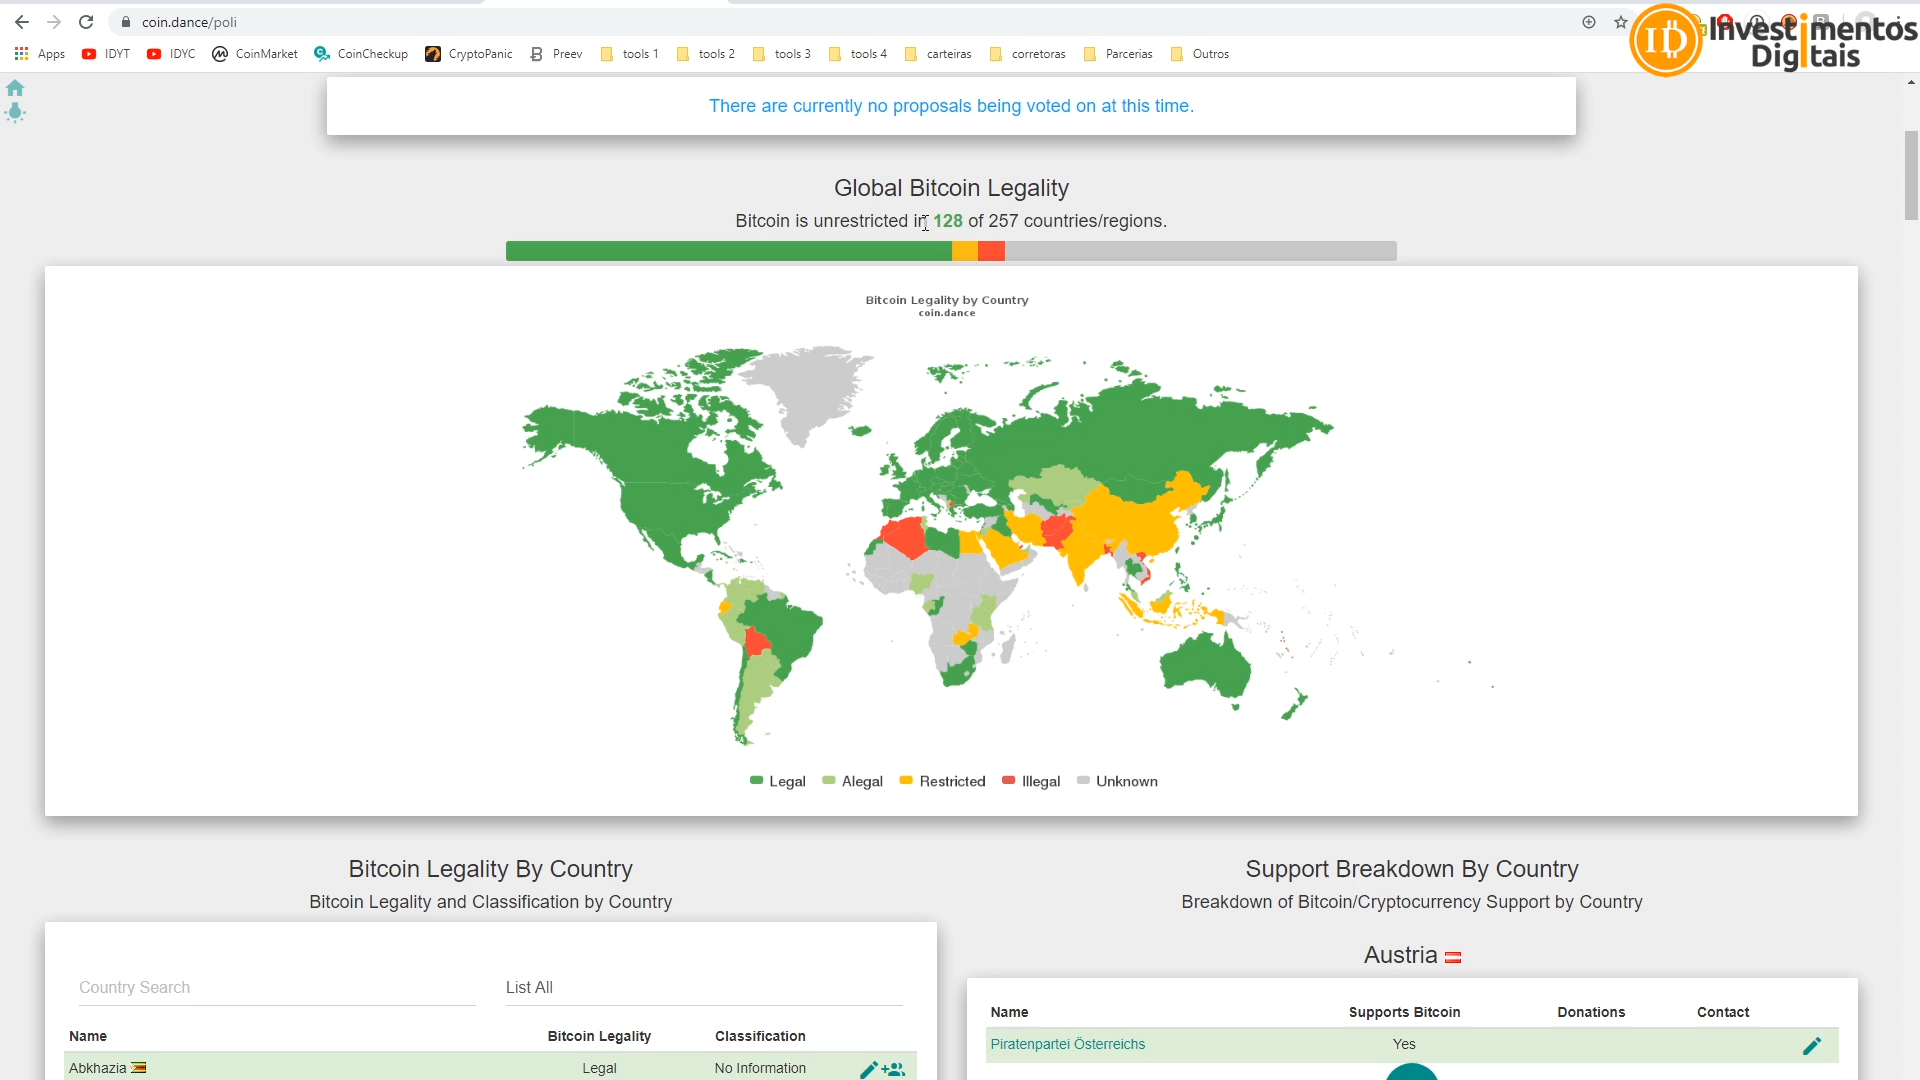 coin.dance/poli
Apps
IDYT
IDYC
CoinMarket
CoinCheckup
CryptoPanic
Preev
tools 1
tools 2
tools 3
tools 4
carteiras
corretoras
Parcerias
Outros
ID
Investimentos
Digitais
There are currently no proposals being voted on at this time.
Global Bitcoin Legality
Bitcoin is unrestricted in 128 of 257 countries/regions.
Bitcoin Legality by Country
coin.dance
Legal
Alegal
Restricted
Illegal
Unknown
Bitcoin Legality By Country
Bitcoin Legality and Classification by Country
Country Search
List All
Name Bitcoin Legality Classification
Abkhazia Legal No Information
Support Breakdown By Country
Breakdown of Bitcoin/Cryptocurrency Support by Country
Austria
Name Supports Bitcoin Donations Contact
Piratenpartei Österreichs Yes